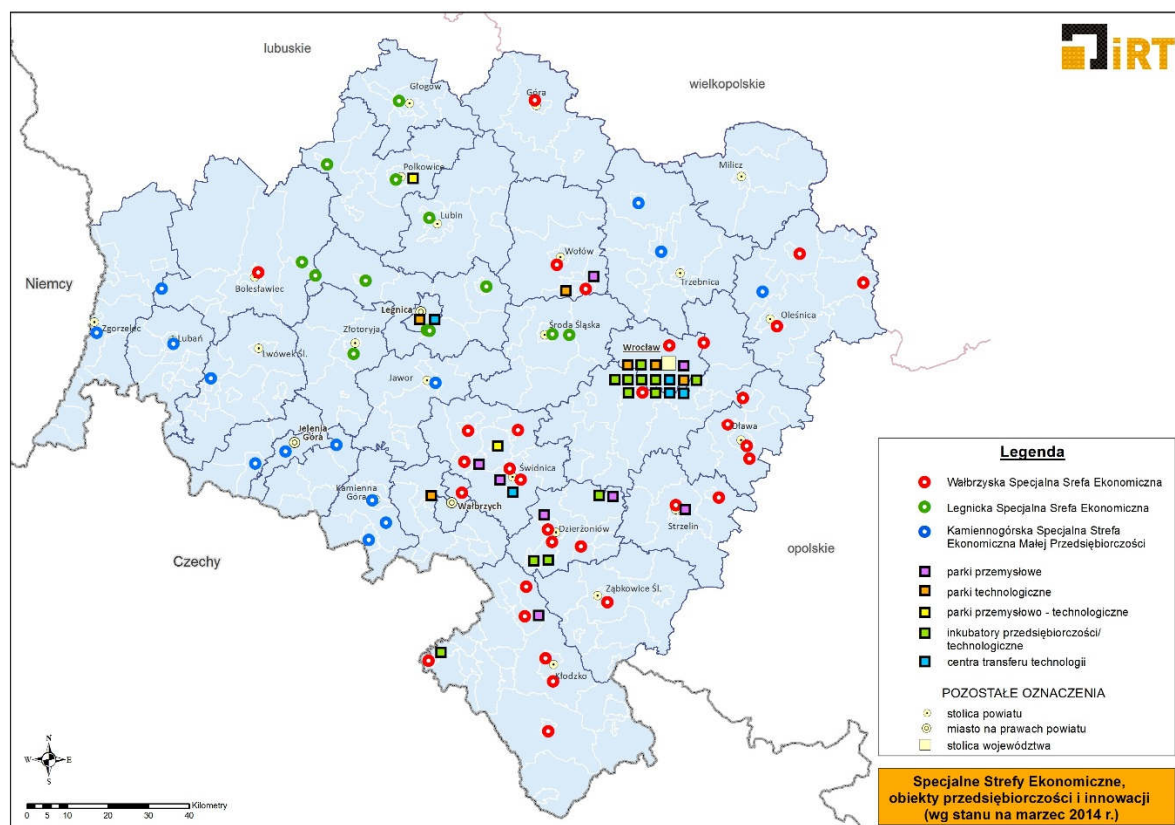 lubuskie
wielkopolskie
iRT
Głogów
Góra
Milicz
Polkowice
Lubin
Wołów
Trzebnica
Niemcy
Bolesławiec
Oleśnica
Legnica
Zgorzelec
Lubań
Lwówek Śl.
Złotoryja
Środa Śląska
Wrocław
Jawor
Jelenia
Góra
Oława
Świdnica
Kamienna
Góra
Wałbrzych
Strzelin
Dzierżoniów
Czechy
opolskie
Ząbkowice Śl.
Kłodzko
Legenda
Wałbrzyska Specjalna Srefa Ekonomiczna
Legnicka Specjalna Srefa Ekonomiczna
Kamiennogórska Specjalna Strefa
Ekonomiczna Małej Przedsiębiorczości
parki przemysłowe
parki technologiczne
parki przemysłowo - technologiczne
inkubatory przedsiębiorczości/
technologiczne
centra transferu technologii
POZOSTAŁE OZNACZENIA
stolica powiatu
miasto na prawach powiatu
stolica województwa
N
W E
S
Kilometry
0 5 10 20 30 40
Specjalne Strefy Ekonomiczne,
obiekty przedsiębiorczości i innowacji
(wg stanu na marzec 2014 r.)